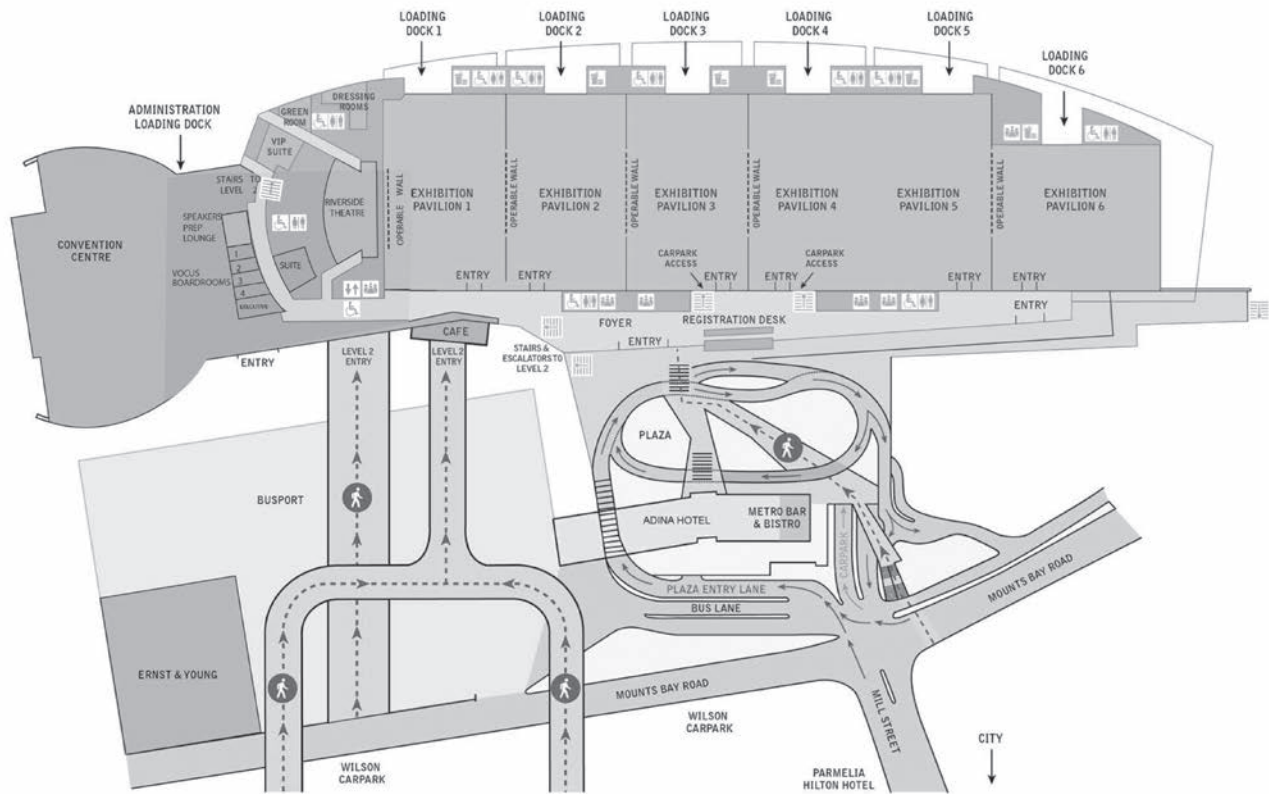 LOADING
DOCK 1
LOADING
DOCK 2
LOADING
DOCK 3
LOADING
DOCK 4
LOADING
DOCK 5
LOADING
DOCK 6
ADMINISTRATION
LOADING DOCK
DRESSING
ROOMS
GREEN
ROOM
VIP
SUITE
STAIRS TO
LEVEL 2
RIVERSIDE
THEATRE
SPEAKERS
PREP
LOUNGE
CONVENTION
CENTRE
VOCUS
BOARDROOMS
1
2
3
4
EXECUTIVE
SUITE
OPERABLE WALL
EXHIBITION
PAVILION 1
OPERABLE WALL
EXHIBITION
PAVILION 2
OPERABLE WALL
EXHIBITION
PAVILION 3
OPERABLE WALL
EXHIBITION
PAVILION 4
EXHIBITION
PAVILION 5
OPERABLE WALL
EXHIBITION
PAVILION 6
CARPARK
ACCESS
CARPARK
ACCESS
ENTRY
ENTRY
ENTRY
ENTRY
ENTRY
ENTRY
ENTRY
FOYER
REGISTRATION DESK
CAFE
ENTRY
ENTRY
LEVEL 2
ENTRY
LEVEL 2
ENTRY
STAIRS &
ESCALATORS TO
LEVEL 2
PLAZA
BUSPORT
ADINA HOTEL
METRO BAR
& BISTRO
CARPARK
PLAZA ENTRY LANE
BUS LANE
MOUNTS BAY ROAD
ERNST & YOUNG
MOUNTS BAY ROAD
MILL STREET
WILSON
CARPARK
WILSON
CARPARK
CITY
PARMELIA
HILTON HOTEL